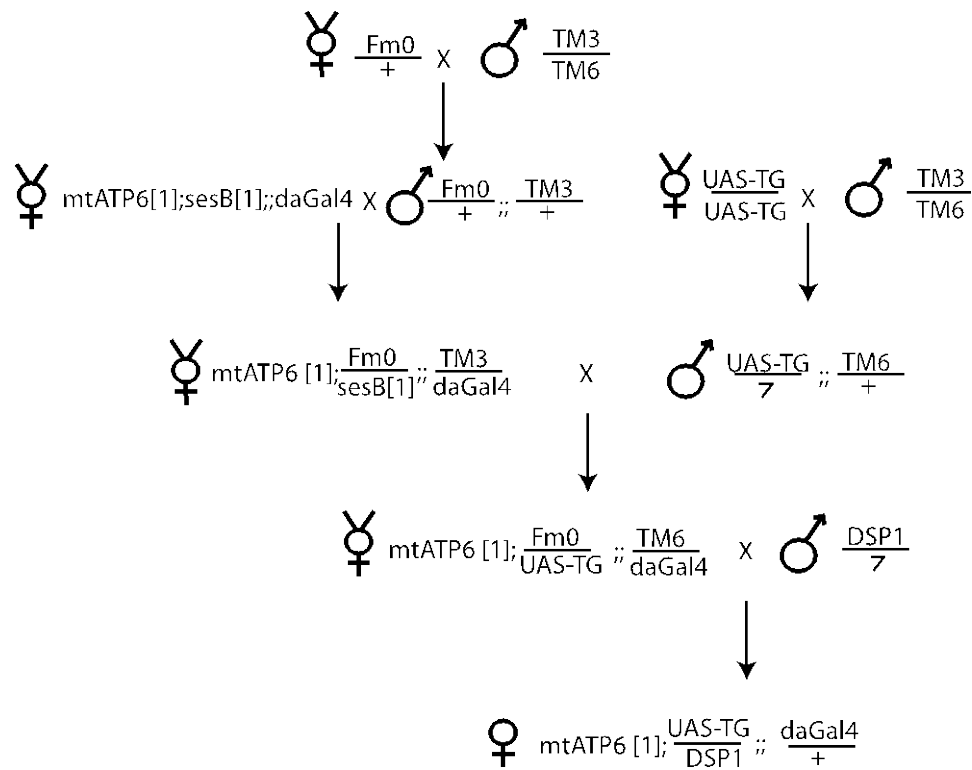 Fm0 TM3
+ X TM6
mtATP6[1];sesB[1];;daGal4 X Fm0 ;; TM3
+ +
UAS-TG X TM3
UAS-TG TM6
mtATP6 [1]; Fm0 ;; TM3 X UAS-TG ;; TM6
sesB[1] daGal4 7 +
mtATP6 [1]; Fm0 ;; TM6 X DSP1
UAS-TG daGal4 7
mtATP6 [1]; UAS-TG ;; daGal4
DSP1 +